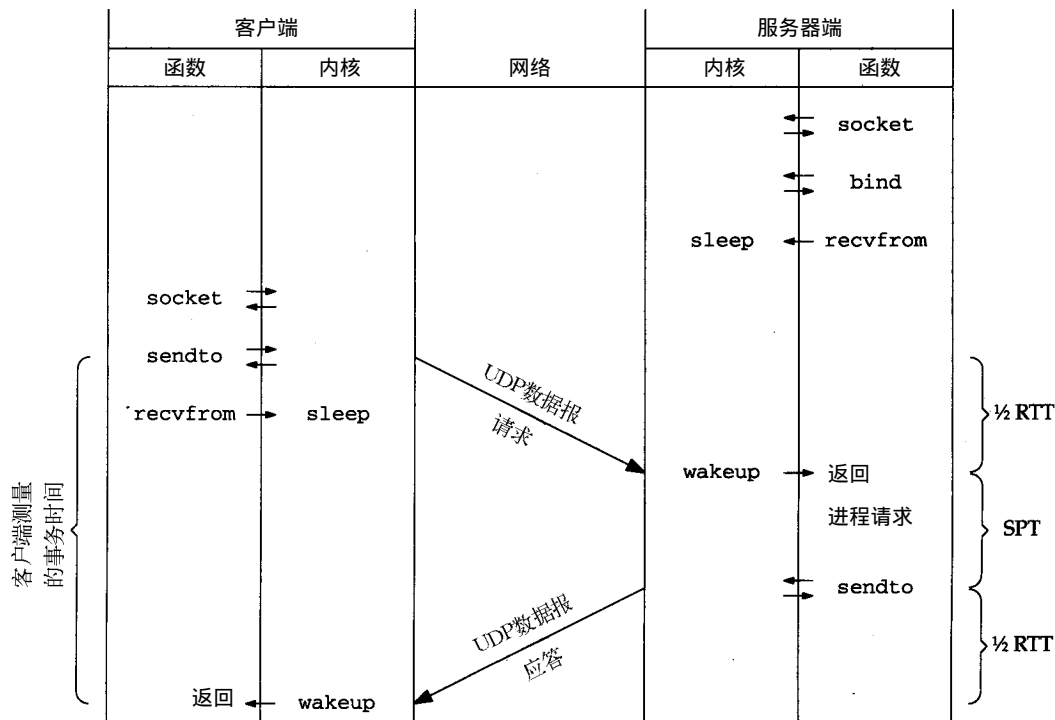 客户端
服务器端
函数
内核
网络
内核
函数
socket
bind
sleep
recvfrom
socket
sendto
recvfrom
sleep
UDP数据报
请求
½ RTT
wakeup
返回
进程请求
SPT
客户端测量
的事务时间
sendto
UDP数据报
应答
½ RTT
返回
wakeup